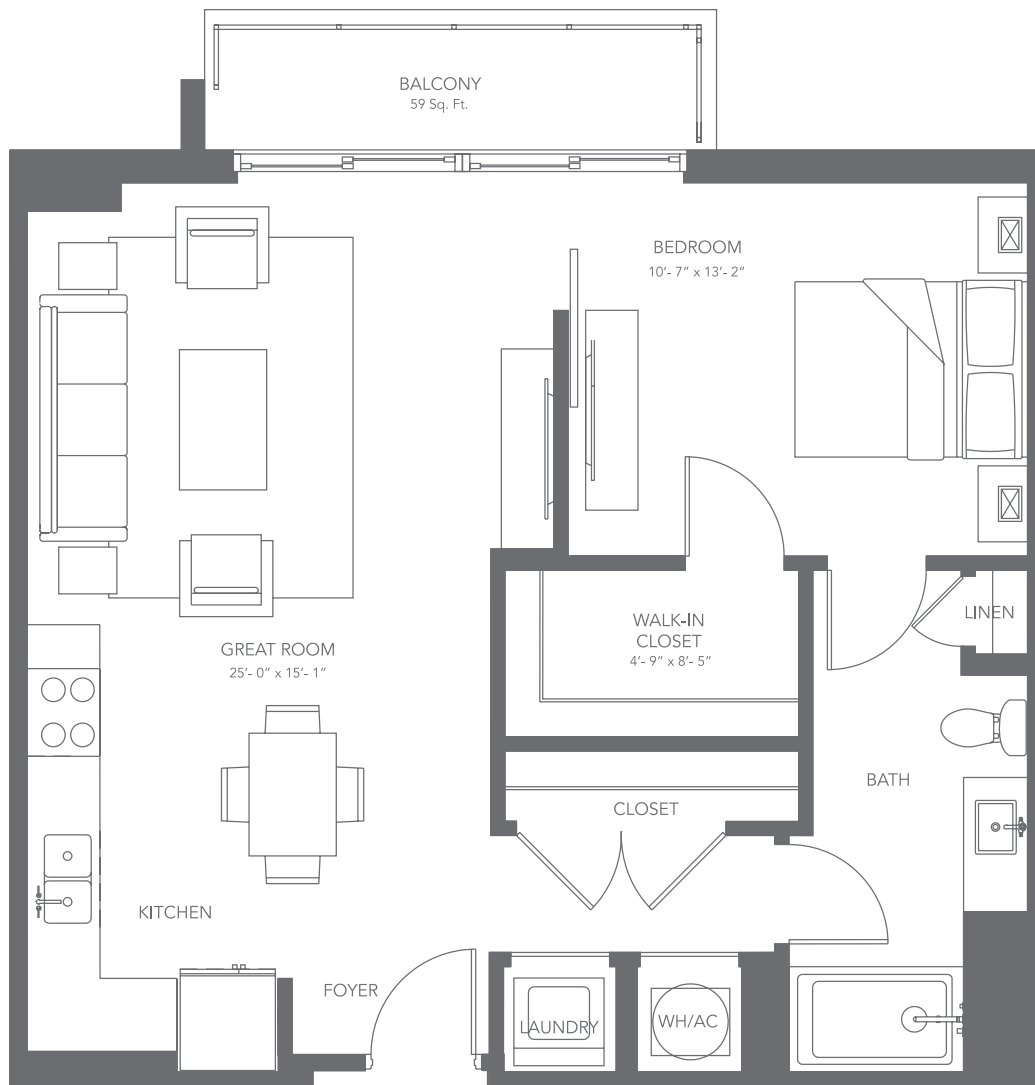 BALCONY
59 Sq. Ft.
BEDROOM
10’- 7” x 13’- 2”
LINEN
WALK-IN
CLOSET
4’- 9” x 8’- 5”
GREAT ROOM
25’- 0” x 15’- 1”
BATH
CLOSET
KITCHEN
FOYER
LAUNDRY
WH/AC